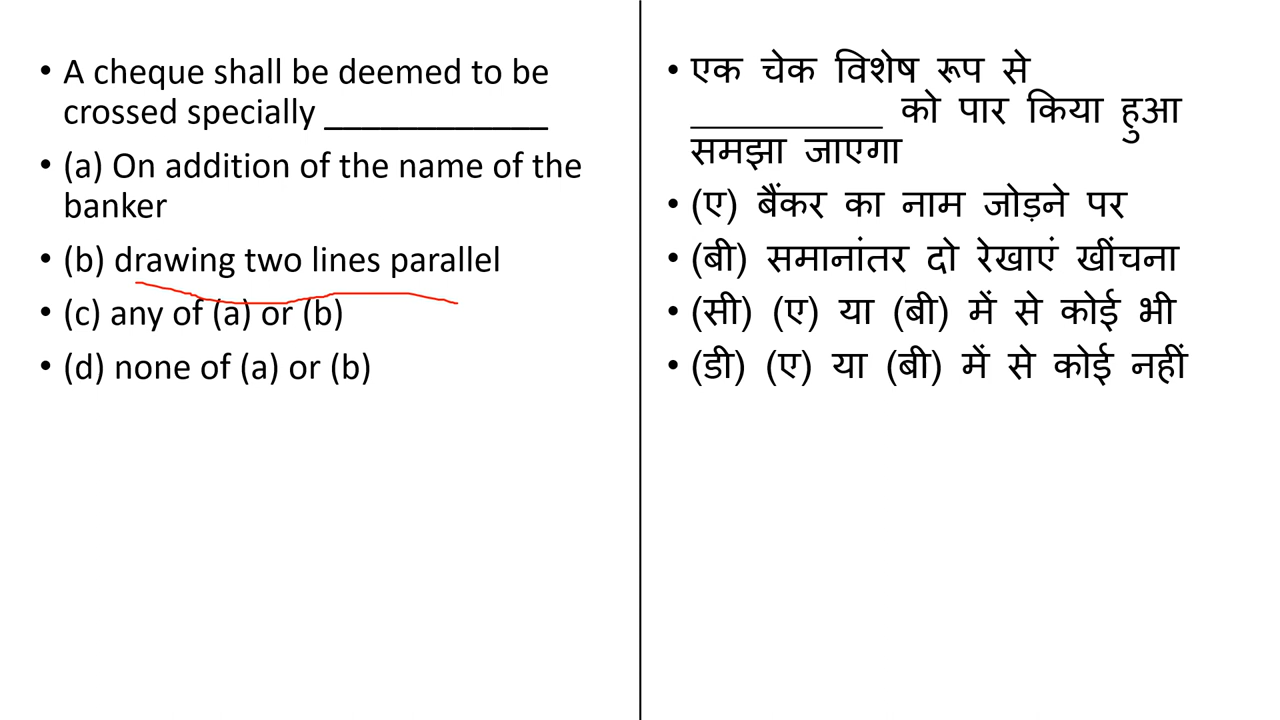 • A cheque shall be deemed to be
crossed specially ____________
• (a) On addition of the name of the
banker
• (b) drawing two lines parallel
• (c) any of (a) or (b)
• (d) none of (a) or (b)
• एक चेक विशेष रूप से
__________ को पार किया हुआ
समझा जाएगा
• (ए) बैंकर का नाम जोड़ने पर
• (बी) समानांतर दो रेखाएं खींचना
• (सी) (ए) या (बी) में से कोई भी
• (डी) (ए) या (बी) में से कोई नहीं